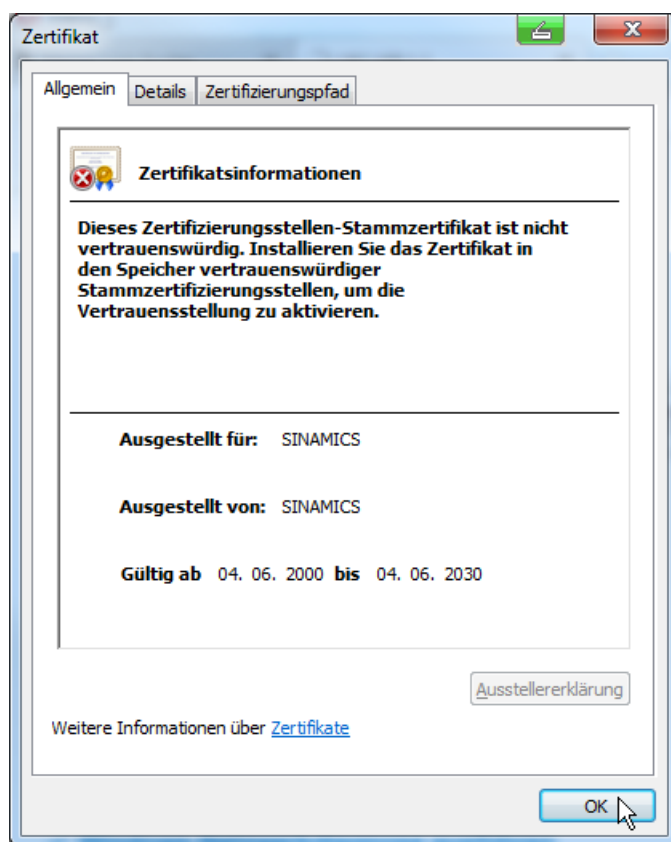 Zertifikat
Allgemein Details Zertifizierungspfad
Zertifikatsinformationen
Dieses Zertifizierungsstellen-Stammzertifikat ist nicht
vertrauenswürdig. Installieren Sie das Zertifikat in
den Speicher vertrauenswürdiger
Stammzertifizierungsstellen, um die
Vertrauensstellung zu aktivieren.
Ausgestellt für: SINAMICS
Ausgestellt von: SINAMICS
Gültig ab 04. 06. 2000 bis 04. 06. 2030
Ausstellererklärung
Weitere Informationen über Zertifikate
OK